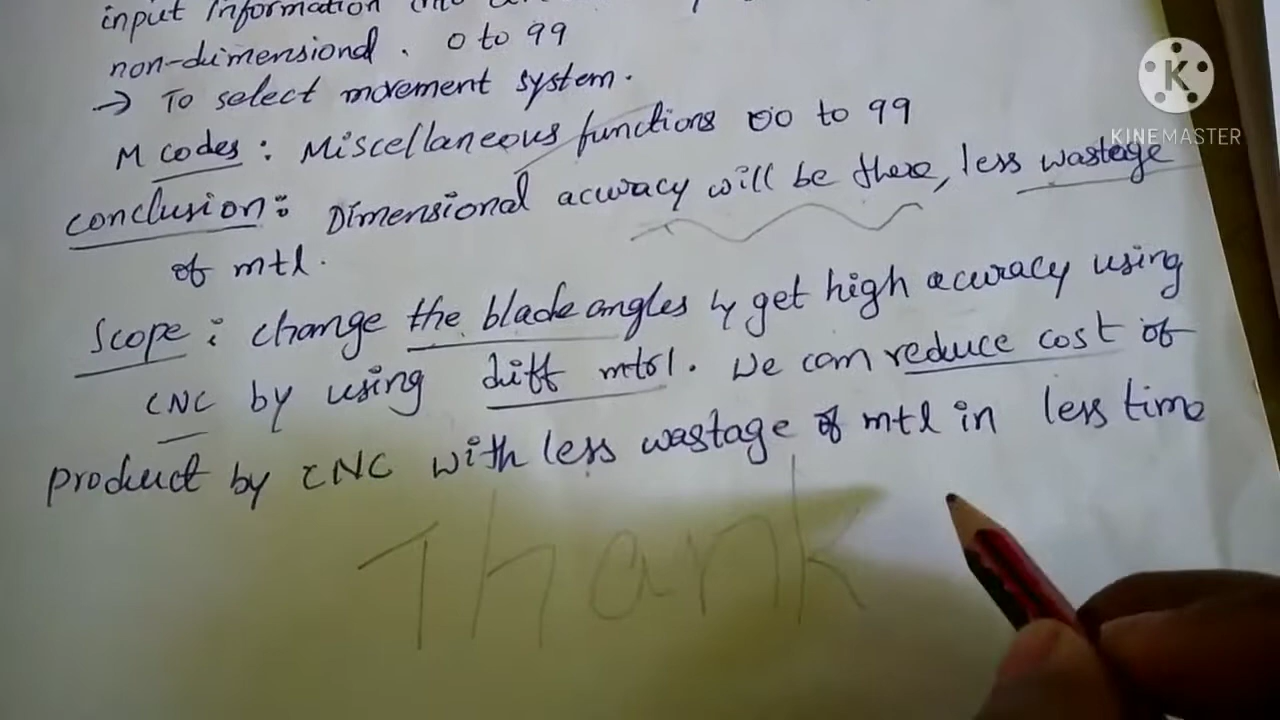 input information into
non-dimensiond. 0 to 99
→ To select movement system.
M codes: Miscellaneous functions 00 to 99
conclusion: Dimensional accuracy will be there, less wastage
of mtl.
Scope: change the blade angles & get high accuracy using
CNC by using diff mtrl. We can reduce cost of
product by CNC with less wastage of mtl in less time
Thank
K
KINEMASTER